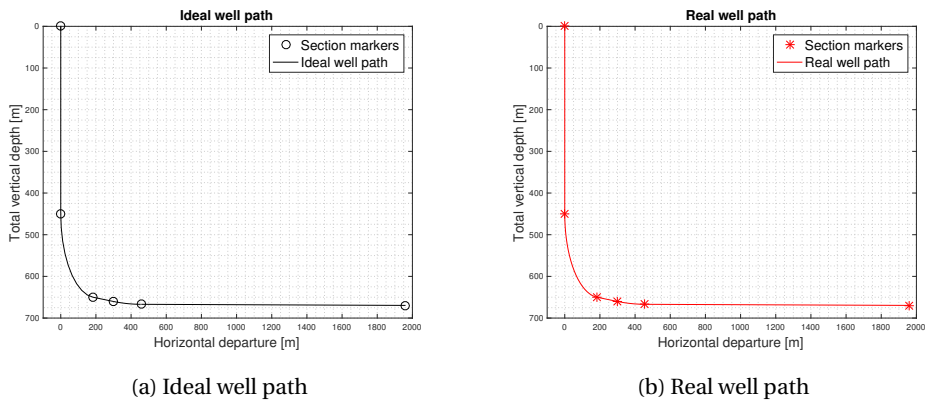 Ideal well path
0
100
200
300
400
500
600
700
Total vertical depth [m]
Section markers
Ideal well path
0 200 400 600 800 1000 1200 1400 1600 1800 2000
Horizontal departure [m]
(a) Ideal well path
Real well path
0
100
200
300
400
500
600
700
Total vertical depth [m]
Section markers
Real well path
0 200 400 600 800 1000 1200 1400 1600 1800 2000
Horizontal departure [m]
(b) Real well path